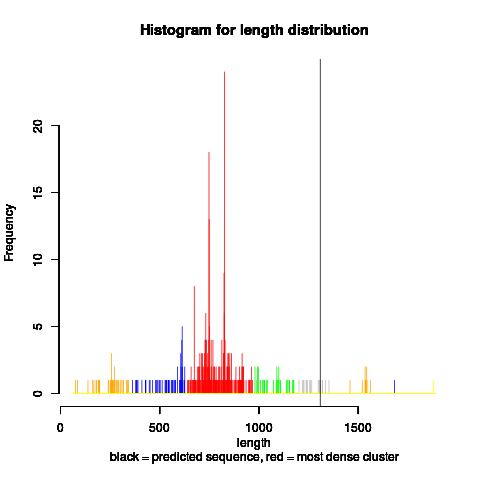 Histogram for length distribution
Frequency
20
15
10
5
0
0 500 1000 1500
length
black = predicted sequence, red = most dense cluster